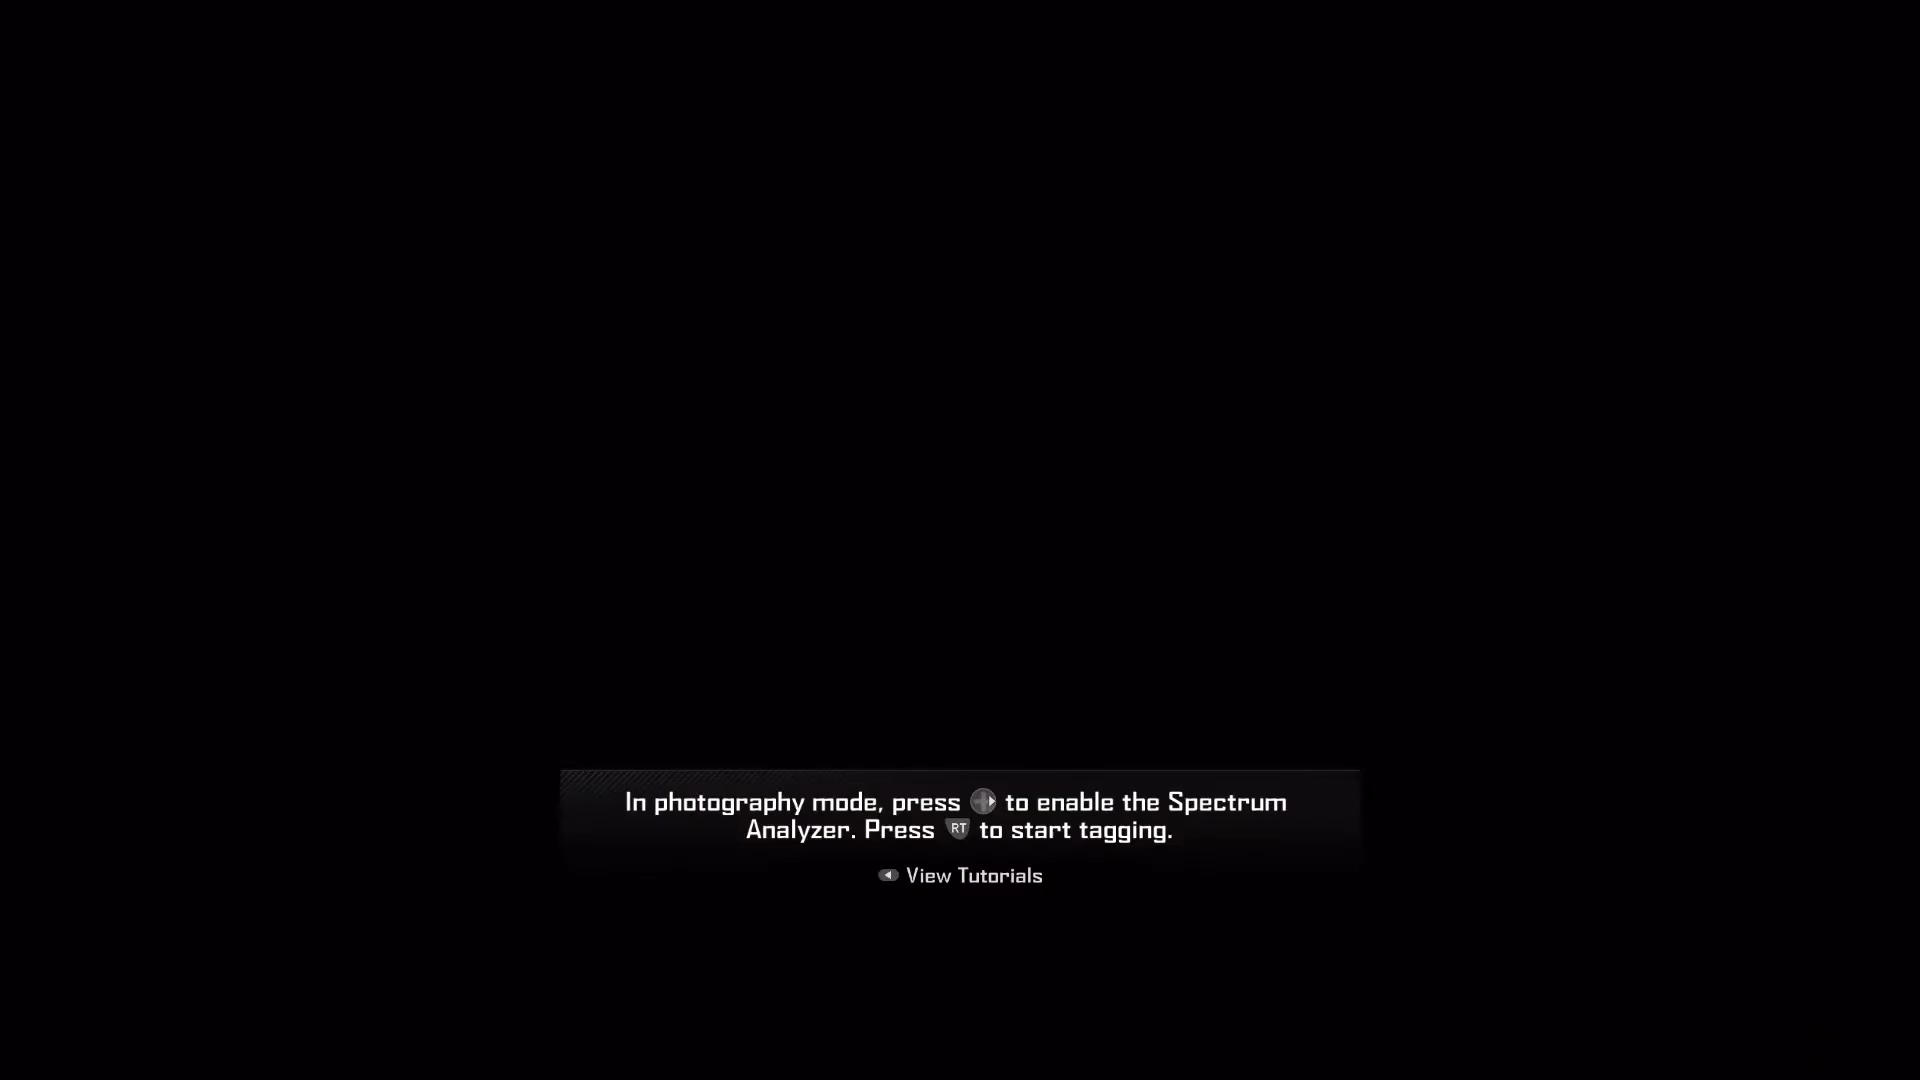 In photography mode, press to enable the Spectrum
Analyzer. Press RT to start tagging.
View Tutorials